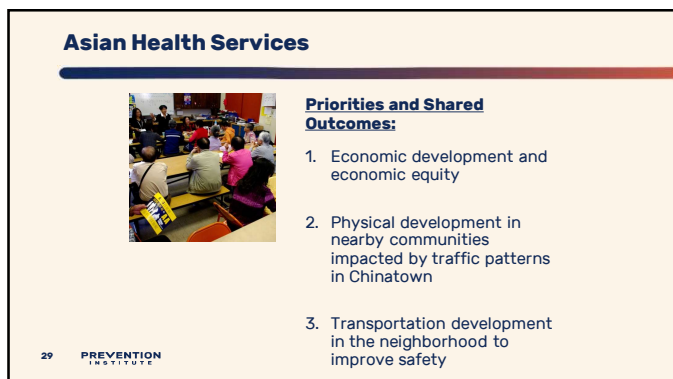 Asian Health Services
Priorities and Shared
Outcomes:
1. Economic development and
economic equity
2. Physical development in
nearby communities
impacted by traffic patterns
in Chinatown
3. Transportation development
in the neighborhood to
improve safety
29 PREVENTION
INSTITUTE